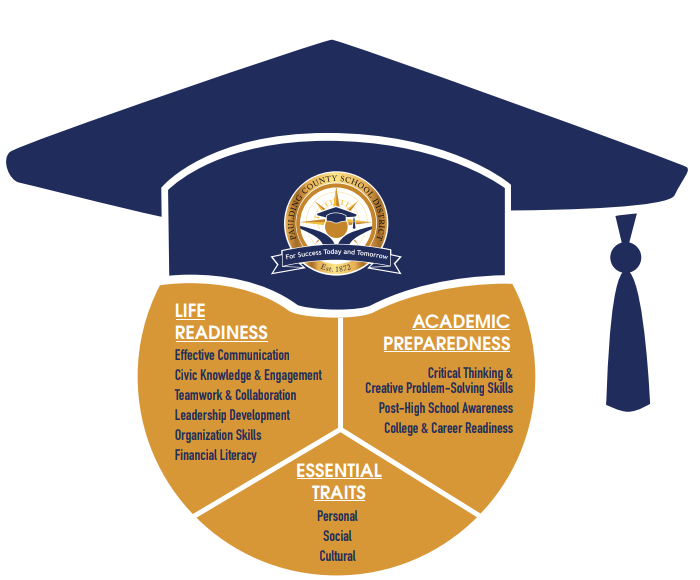 PAULDING COUNTY SCHOOL DISTRICT
For Success Today and Tomorrow
Est. 1872
LIFE
READINESS
Effective Communication
Civic Knowledge & Engagement
Teamwork & Collaboration
Leadership Development
Organization Skills
Financial Literacy
ACADEMIC
PREPAREDNESS
Critical Thinking &
Creative Problem-Solving Skills
Post-High School Awareness
College & Career Readiness
ESSENTIAL
TRAITS
Personal
Social
Cultural